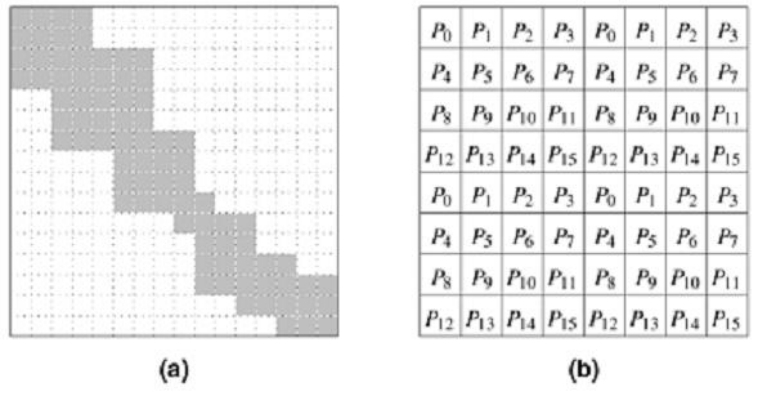 P₀ P₁ P₂ P₃ P₀ P₁ P₂ P₃
P₄ P₅ P₆ P₇ P₄ P₅ P₆ P₇
P₈ P₉ P₁₀ P₁₁ P₈ P₉ P₁₀ P₁₁
P₁₂ P₁₃ P₁₄ P₁₅ P₁₂ P₁₃ P₁₄ P₁₅
P₀ P₁ P₂ P₃ P₀ P₁ P₂ P₃
P₄ P₅ P₆ P₇ P₄ P₅ P₆ P₇
P₈ P₉ P₁₀ P₁₁ P₈ P₉ P₁₀ P₁₁
P₁₂ P₁₃ P₁₄ P₁₅ P₁₂ P₁₃ P₁₄ P₁₅
(a) (b)